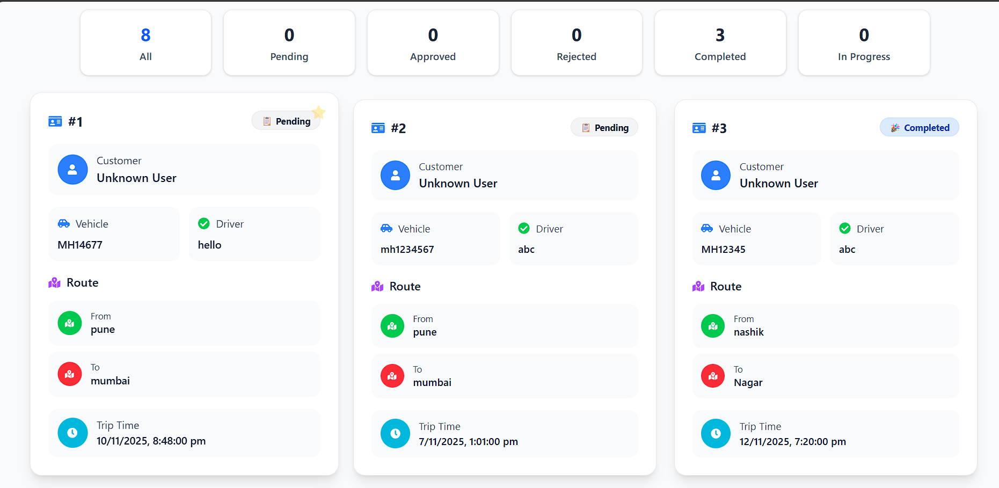 8
All
0
Pending
0
Approved
0
Rejected
3
Completed
0
In Progress
#1
Pending
Customer
Unknown User
Vehicle
MH14677
Driver
hello
Route
From
pune
To
mumbai
Trip Time
10/11/2025, 8:48:00 pm
#2
Pending
Customer
Unknown User
Vehicle
mh1234567
Driver
abc
Route
From
pune
To
mumbai
Trip Time
7/11/2025, 1:01:00 pm
#3
Completed
Customer
Unknown User
Vehicle
MH12345
Driver
abc
Route
From
nashik
To
Nagar
Trip Time
12/11/2025, 7:20:00 pm